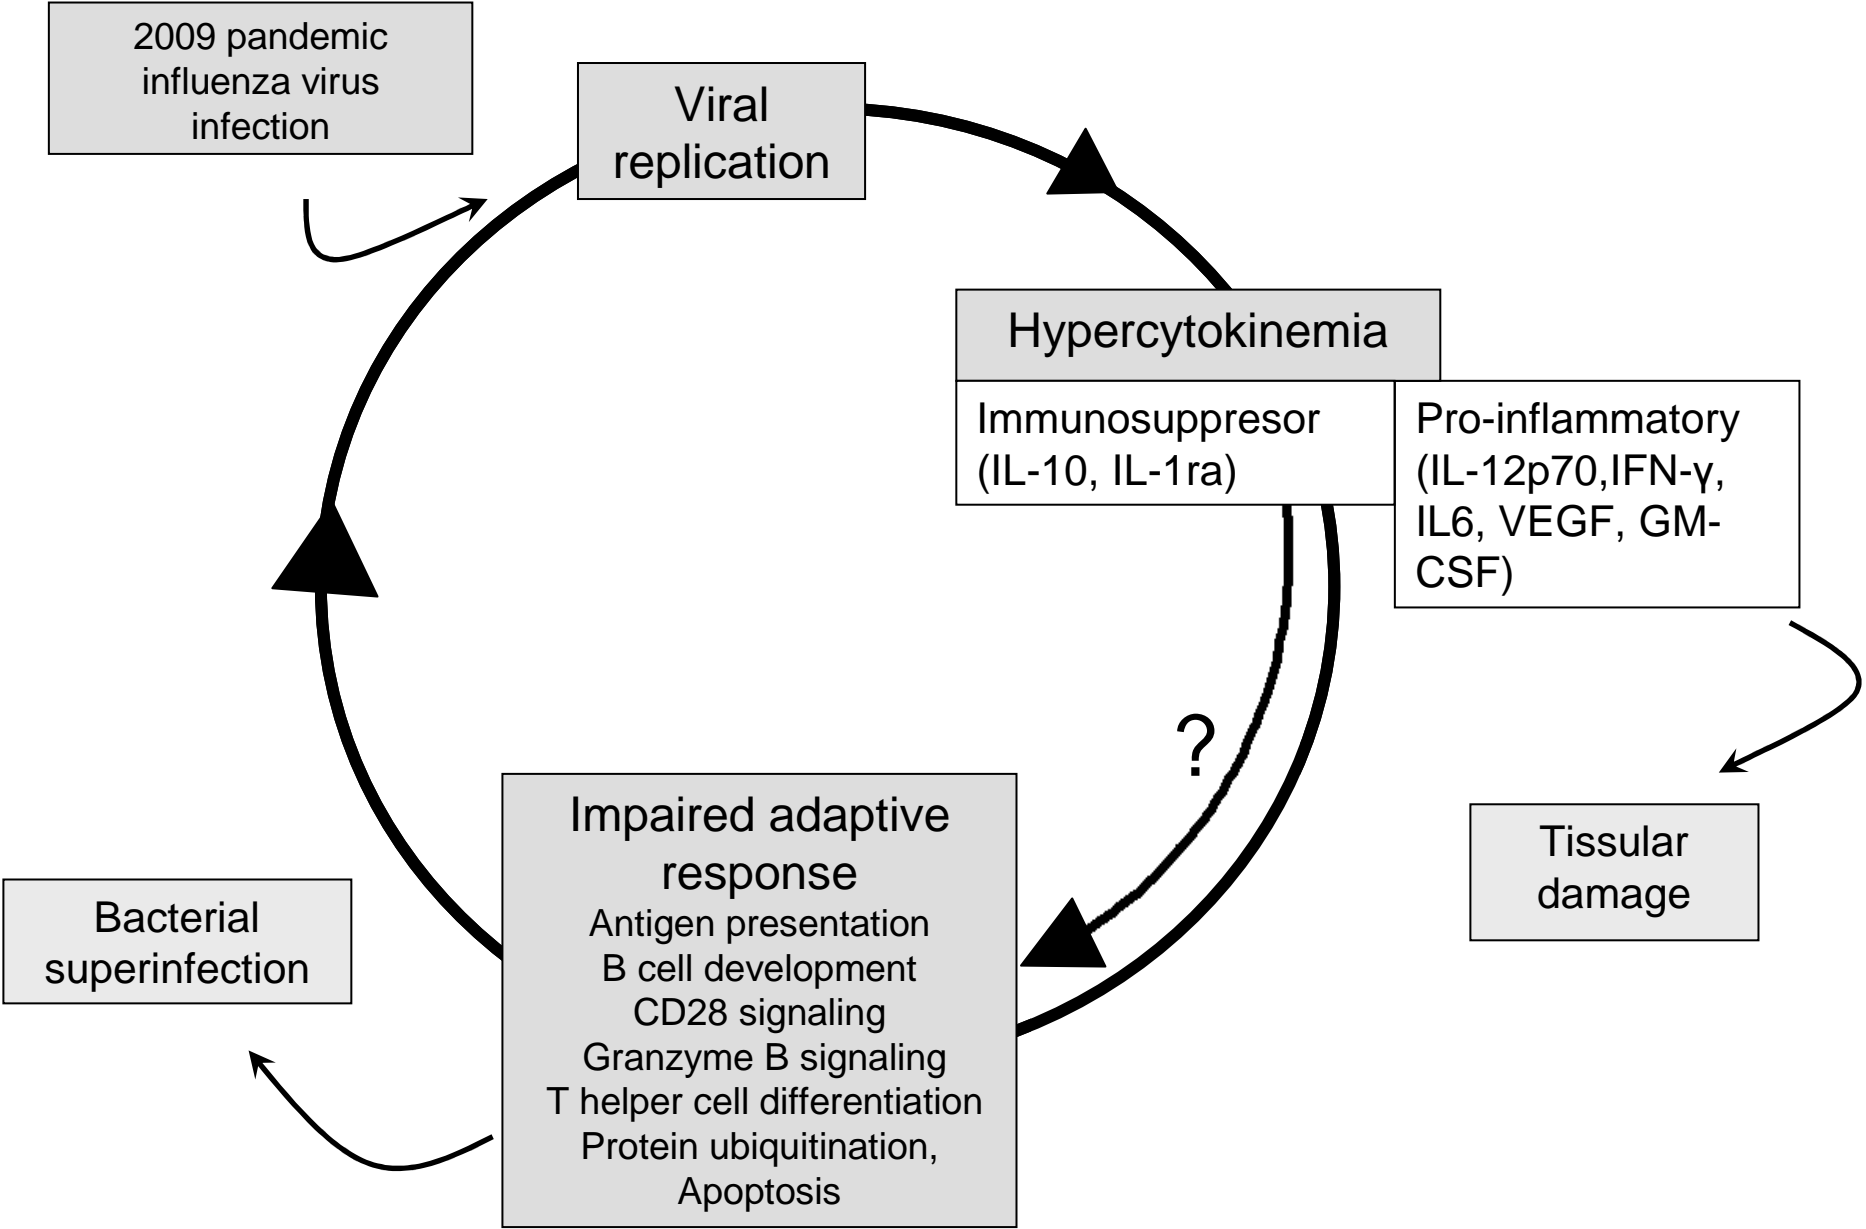 2009 pandemic
influenza virus
infection
Viral
replication
Hypercytokinemia
Immunosuppresor
(IL-10, IL-1ra)
Pro-inflammatory
(IL-12p70,IFN-γ,
IL6, VEGF, GM-
CSF)
?
Tissular
damage
Impaired adaptive
response
Antigen presentation
B cell development
CD28 signaling
Granzyme B signaling
T helper cell differentiation
Protein ubiquitination,
Apoptosis
Bacterial
superinfection